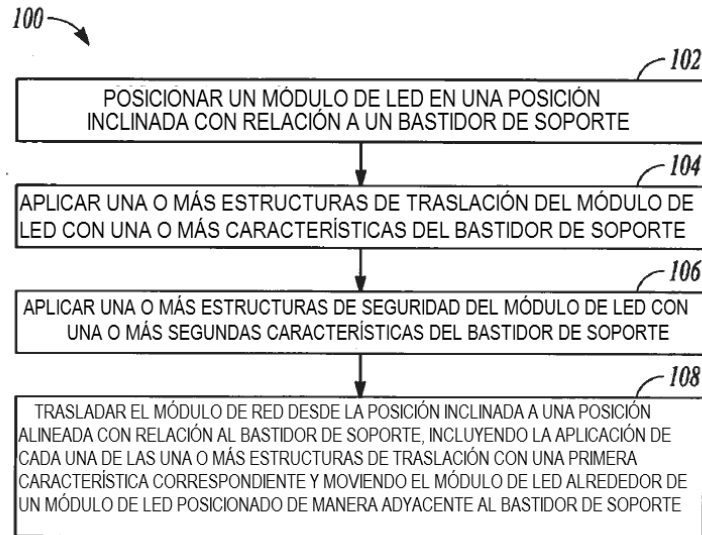 100
102
POSICIONAR UN MÓDULO DE LED EN UNA POSICIÓN
INCLINADA CON RELACIÓN A UN BASTIDOR DE SOPORTE
104
APLICAR UNA O MÁS ESTRUCTURAS DE TRASLACIÓN DEL MÓDULO DE
LED CON UNA O MÁS CARACTERÍSTICAS DEL BASTIDOR DE SOPORTE
106
APLICAR UNA O MÁS ESTRUCTURAS DE SEGURIDAD DEL MÓDULO DE LED CON
UNA O MÁS SEGUNDAS CARACTERÍSTICAS DEL BASTIDOR DE SOPORTE
108
TRASLADAR EL MÓDULO DE RED DESDE LA POSICIÓN INCLINADA A UNA POSICIÓN
ALINEADA CON RELACIÓN AL BASTIDOR DE SOPORTE, INCLUYENDO LA APLICACIÓN DE
CADA UNA DE LAS UNA O MÁS ESTRUCTURAS DE TRASLACIÓN CON UNA PRIMERA
CARACTERÍSTICA CORRESPONDIENTE Y MOVIENDO EL MÓDULO DE LED ALREDEDOR DE
UN MÓDULO DE LED POSICIONADO DE MANERA ADYACENTE AL BASTIDOR DE SOPORTE